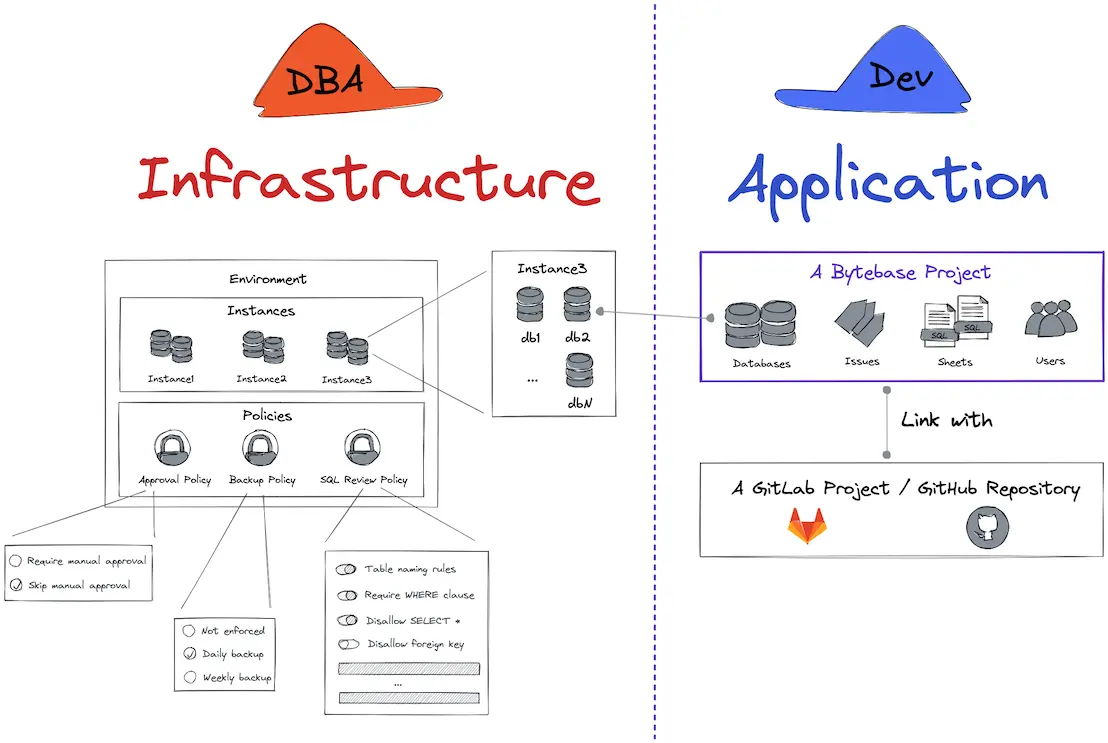 DBA
Infrastructure
Environment
Instances
Instance1
Instance2
Instance3
Policies
Approval Policy
Backup Policy
SQL Review Policy
Require manual approval
Skip manual approval
Not enforced
Daily backup
Weekly backup
Table naming rules
Require WHERE clause
Disallow SELECT *
Disallow foreign key
...
Instance3
db1
db2
...
dbN
Dev
Application
A Bytebase Project
SQL
SQL
Databases
Issues
Sheets
Users
Link with
A GitLab Project / GitHub Repository